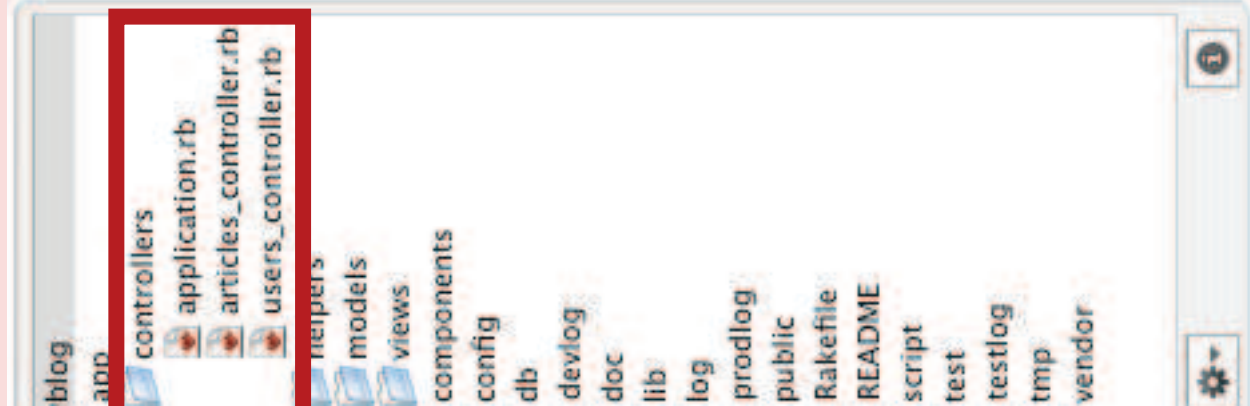 blog
app
controllers
application.rb
articles_controller.rb
users_controller.rb
helpers
models
views
components
config
db
devlog
doc
lib
log
prodlog
public
Rakefile
README
script
test
testlog
tmp
vendor